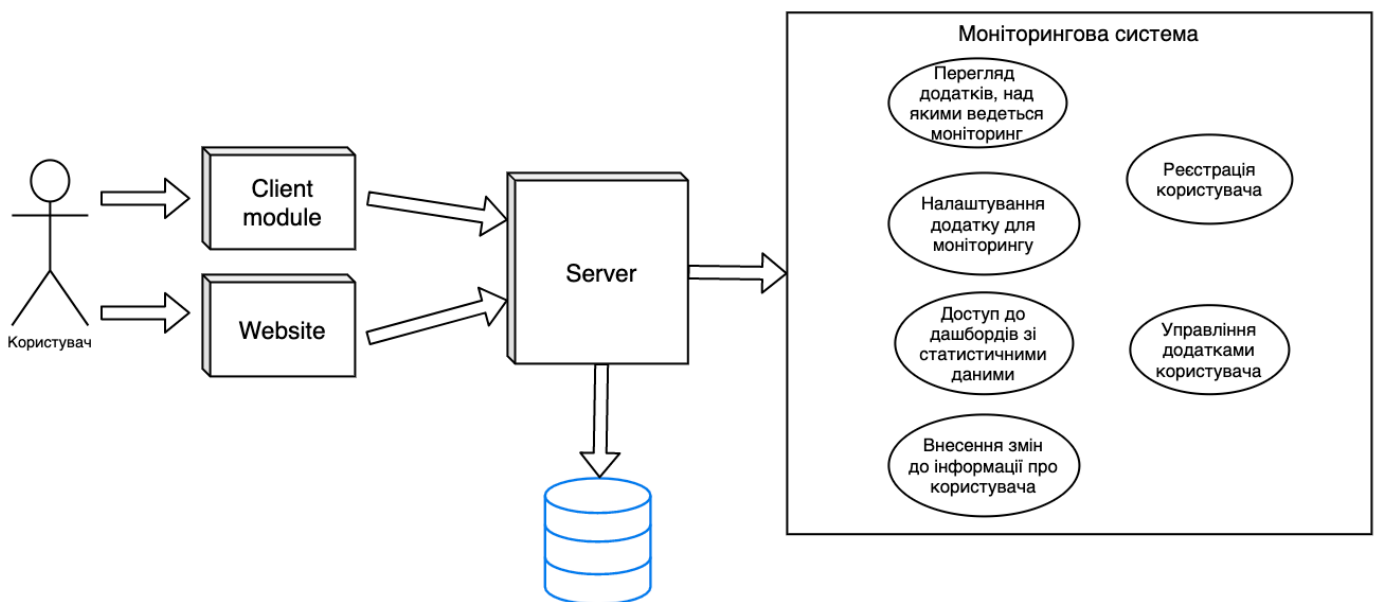 Моніторингова система
Перегляд
додатків, над
якими ведеться
моніторинг
Реєстрація
користувача
Client
module
Налаштування
додатку для
моніторингу
Server
Website
Користувач
Доступ до
дашбордів зі
статистичними
даними
Управління
додатками
користувача
Внесення змін
до інформації про
користувача